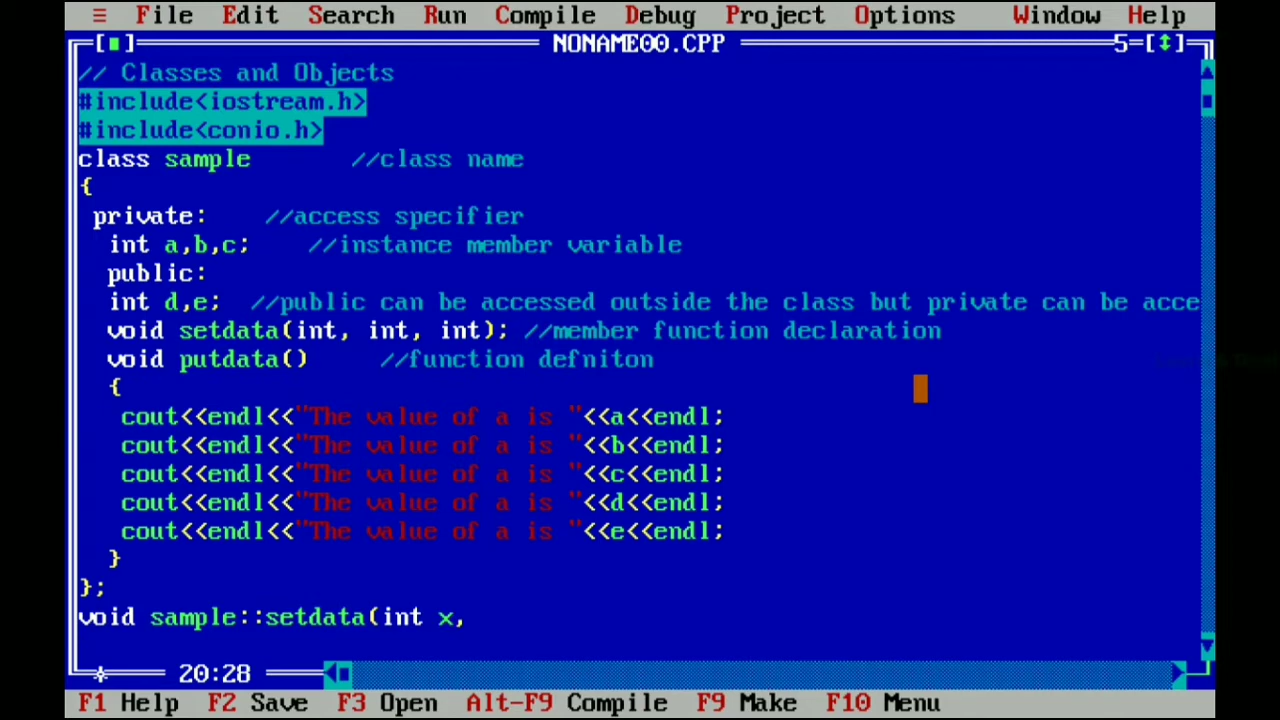 ≡ File Edit Search Run Compile Debug Project Options Window Help
[■] NONAME00.CPP 5=[↕]
// Classes and Objects
#include<iostream.h>
#include<conio.h>
class sample //class name
{
private: //access specifier
int a,b,c; //instance member variable
public:
int d,e; //public can be accessed outside the class but private can be acce
void setdata(int, int, int); //member function declaration
void putdata() //function defniton
{
cout<<endl<<"The value of a is "<<a<<endl;
cout<<endl<<"The value of a is "<<b<<endl;
cout<<endl<<"The value of a is "<<c<<endl;
cout<<endl<<"The value of a is "<<d<<endl;
cout<<endl<<"The value of a is "<<e<<endl;
}
};
void sample::setdata(int x,
20:28
F1 Help F2 Save F3 Open Alt-F9 Compile F9 Make F10 Menu